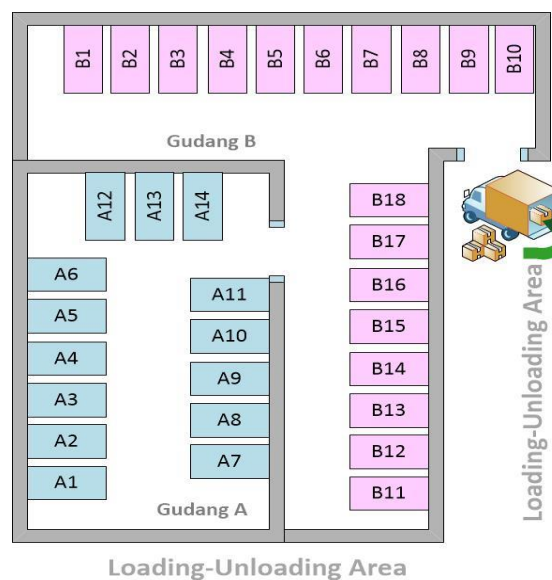 B1
B2
B3
B4
B5
B6
B7
B8
B9
B10
Gudang B
A12
A13
A14
B18
B17
B16
B15
B14
B13
B12
B11
A6
A5
A4
A3
A2
A1
A11
A10
A9
A8
A7
Gudang A
Loading-Unloading Area
Loading-Unloading Area